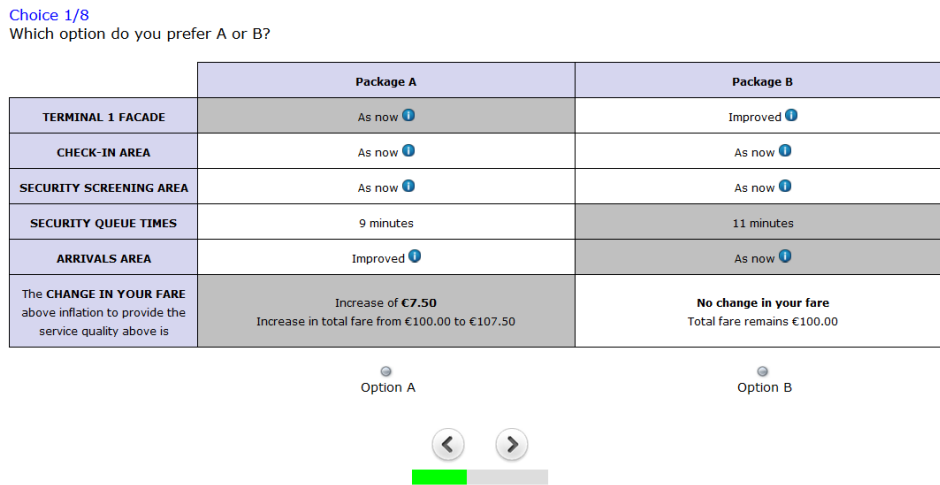 Choice 1/8
Which option do you prefer A or B?
Package A Package B
TERMINAL 1 FACADE As now i Improved i
CHECK-IN AREA As now i As now i
SECURITY SCREENING AREA As now i As now i
SECURITY QUEUE TIMES 9 minutes 11 minutes
ARRIVALS AREA Improved i As now i
The CHANGE IN YOUR FARE
above inflation to provide the
service quality above is
Increase of €7.50
Increase in total fare from €100.00 to €107.50
No change in your fare
Total fare remains €100.00
Option A Option B